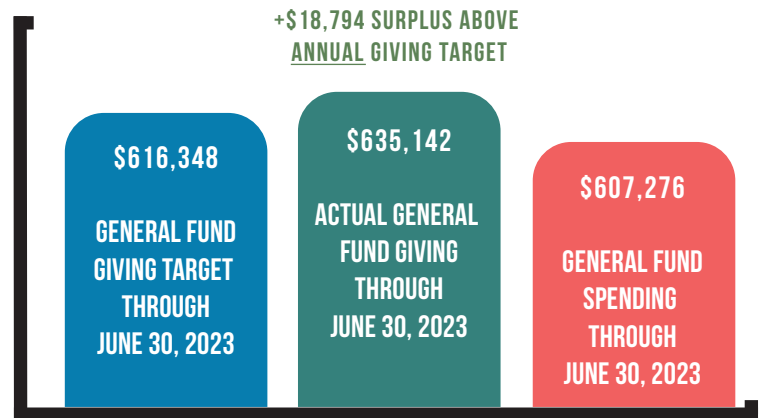 +$18,794 SURPLUS ABOVE
ANNUAL GIVING TARGET
$616,348
GENERAL FUND
GIVING TARGET
THROUGH
JUNE 30, 2023
$635,142
ACTUAL GENERAL
FUND GIVING
THROUGH
JUNE 30, 2023
$607,276
GENERAL FUND
SPENDING
THROUGH
JUNE 30, 2023